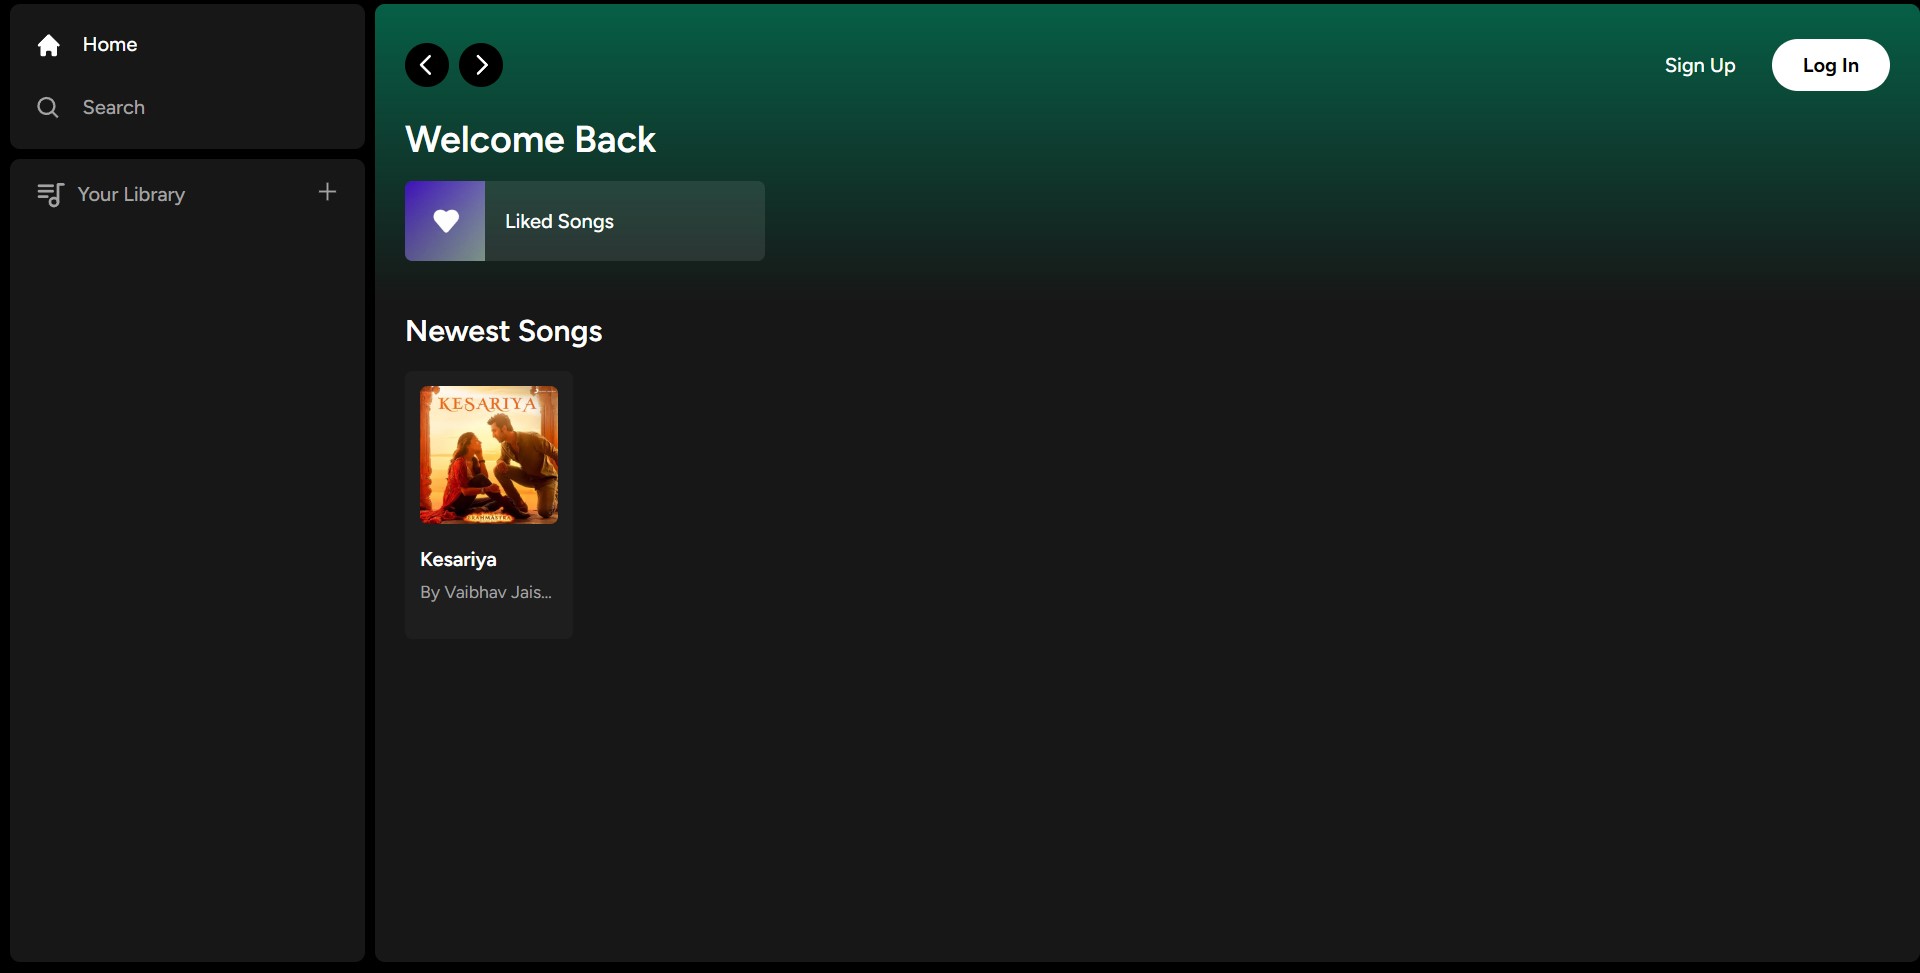 Home
Search
Your Library
Sign Up
Log In
Welcome Back
Liked Songs
Newest Songs
KESARIYA
BRAHMĀSTRA
Kesariya
By Vaibhav Jais...